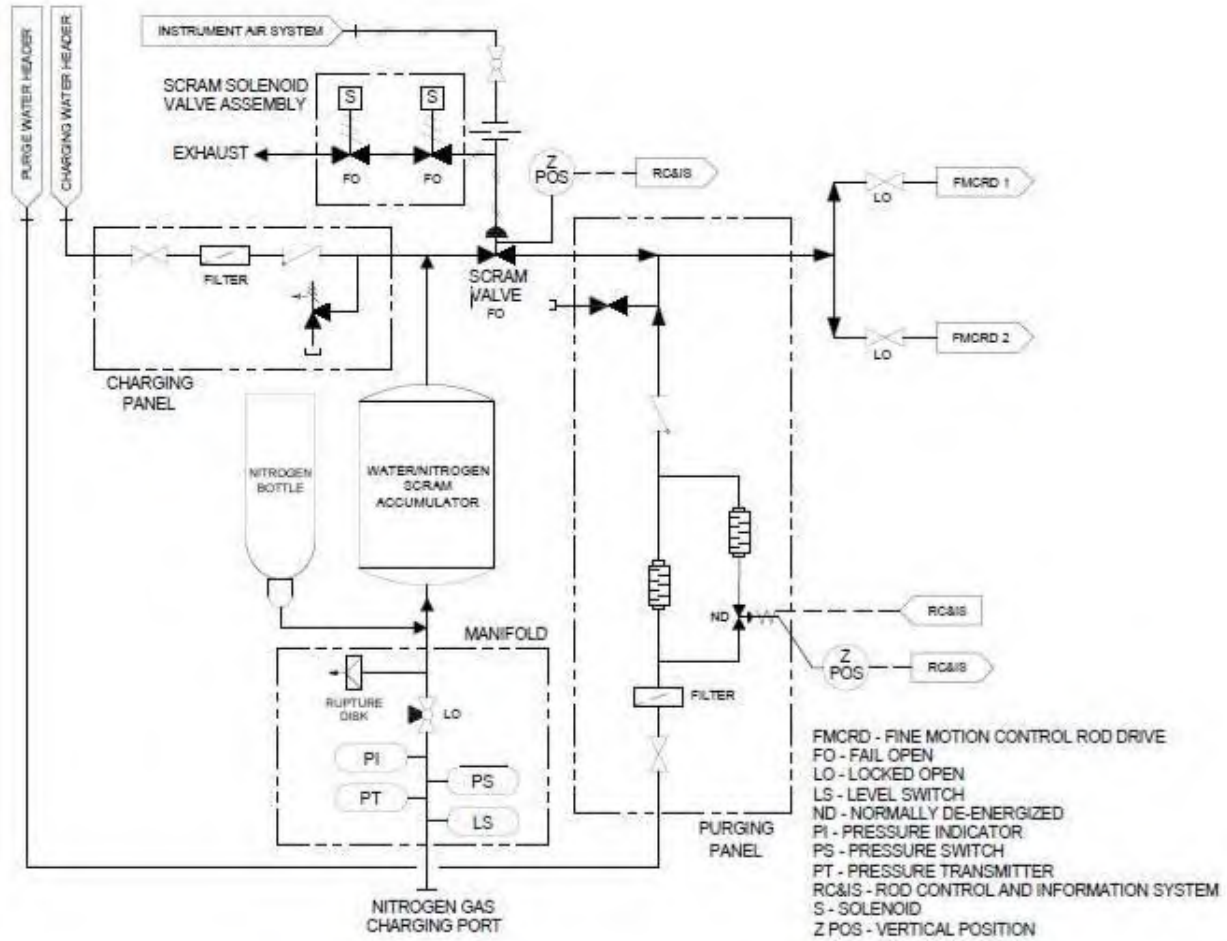 PURGE WATER HEADER
CHARGING WATER HEADER
INSTRUMENT AIR SYSTEM
SCRAM SOLENOID
VALVE ASSEMBLY
S
S
EXHAUST
FO
FO
Z
POS
RC&IS
LO
FMCRD 1
FILTER
SCRAM
VALVE
FO
LO
FMCRD 2
CHARGING
PANEL
NITROGEN
BOTTLE
WATER/NITROGEN
SCRAM
ACCUMULATOR
MANIFOLD
ND
RC&IS
Z
POS
RC&IS
RUPTURE
DISK
LO
FILTER
PI
PS
PT
LS
PURGING
PANEL
NITROGEN GAS
CHARGING PORT
FMCRD - FINE MOTION CONTROL ROD DRIVE
FO - FAIL OPEN
LO - LOCKED OPEN
LS - LEVEL SWITCH
ND - NORMALLY DE-ENERGIZED
PI - PRESSURE INDICATOR
PS - PRESSURE SWITCH
PT - PRESSURE TRANSMITTER
RC&IS - ROD CONTROL AND INFORMATION SYSTEM
S - SOLENOID
Z POS - VERTICAL POSITION